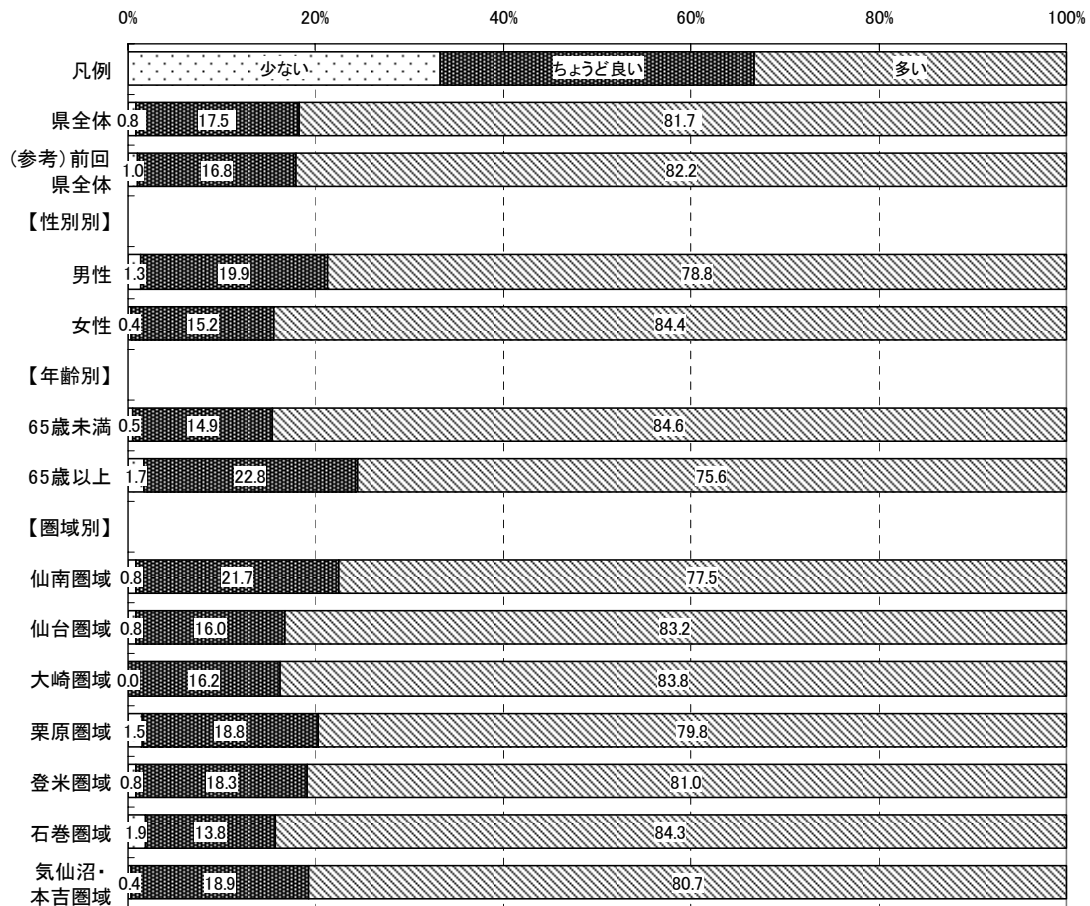 0% 20% 40% 60% 80% 100%
凡例 少ない ちょうど良い 多い
県全体 0.8 17.5 81.7
(参考)前回
県全体 1.0 16.8 82.2
【性別別】
男性 1.3 19.9 78.8
女性 0.4 15.2 84.4
【年齢別】
65歳未満 0.5 14.9 84.6
65歳以上 1.7 22.8 75.6
【圏域別】
仙南圏域 0.8 21.7 77.5
仙台圏域 0.8 16.0 83.2
大崎圏域 0.0 16.2 83.8
栗原圏域 1.5 18.8 79.8
登米圏域 0.8 18.3 81.0
石巻圏域 1.9 13.8 84.3
気仙沼・
本吉圏域 0.4 18.9 80.7